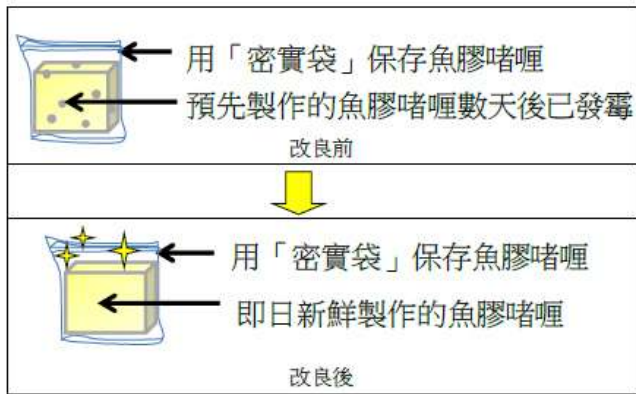 用「密實袋」保存魚膠啫喱
預先製作的魚膠啫喱數天後已發霉
改良前
用「密實袋」保存魚膠啫喱
即日新鮮製作的魚膠啫喱
改良後